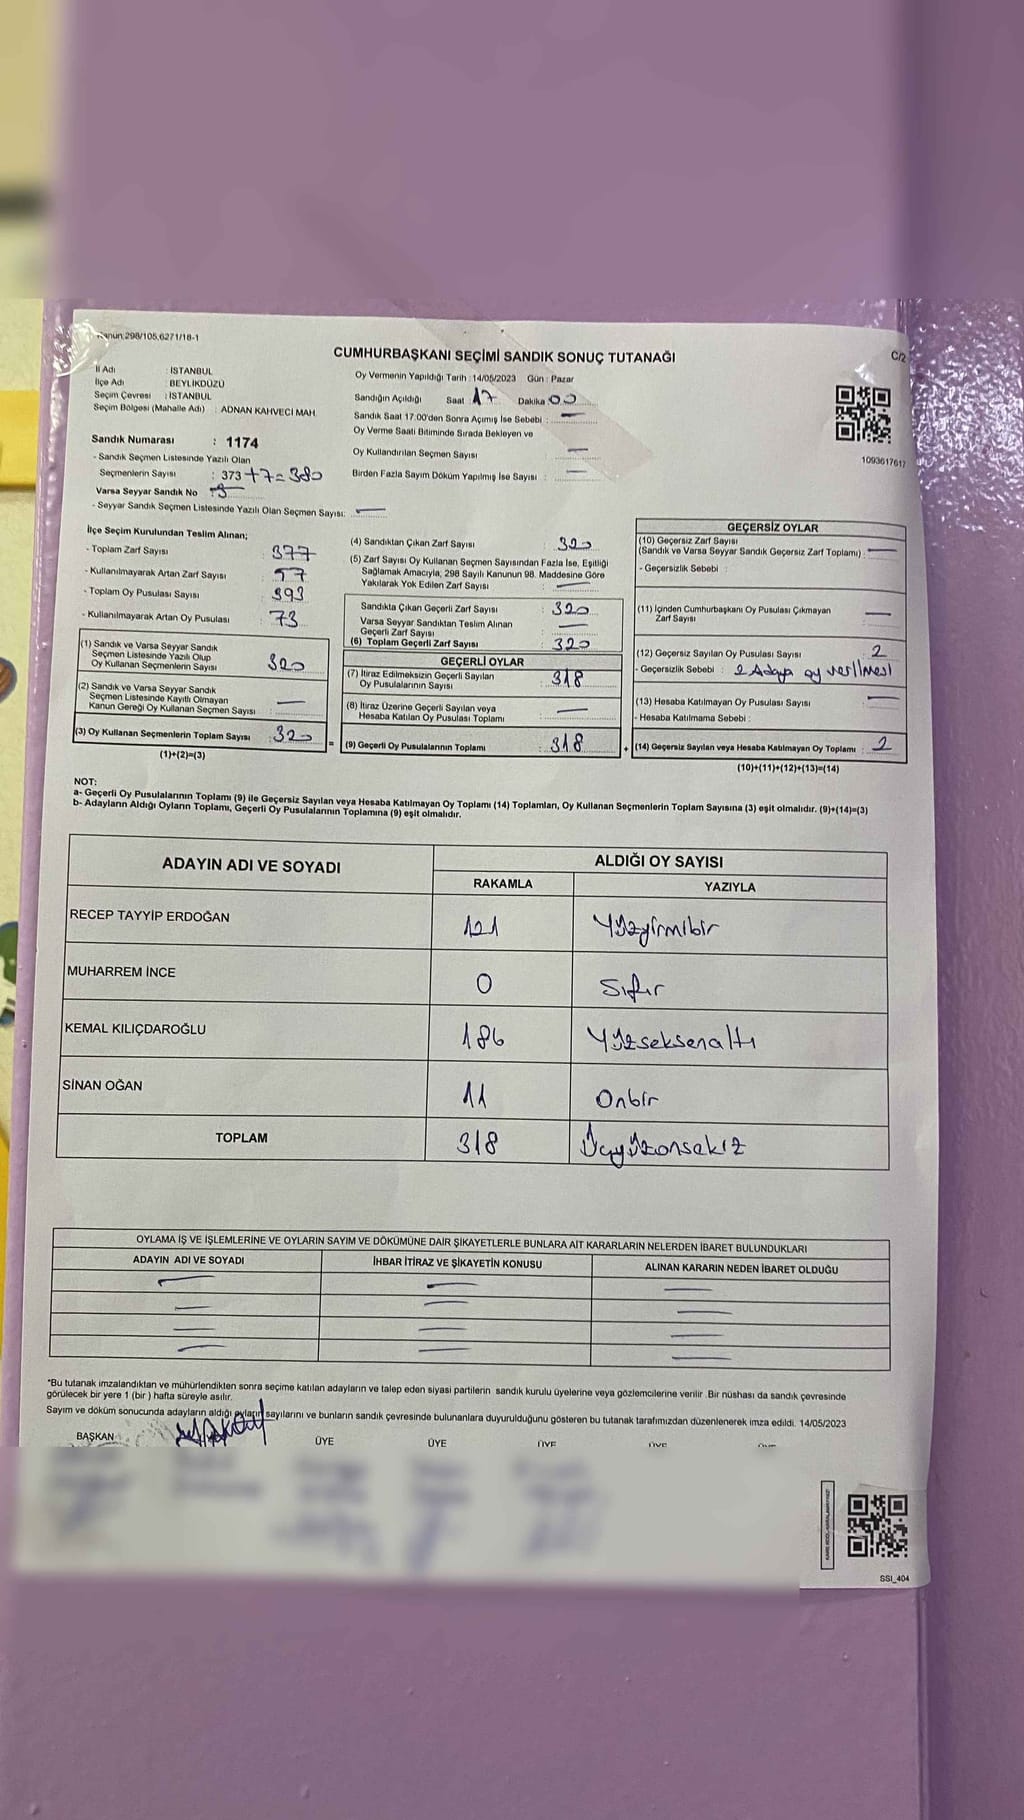 Kanun:298/105,6271/18-1
C/2
CUMHURBAŞKANI SEÇİMİ SANDIK SONUÇ TUTANAĞI
İl Adı : İSTANBUL
İlçe Adı : BEYLİKDÜZÜ
Seçim Çevresi : İSTANBUL
Seçim Bölgesi (Mahalle Adı) : ADNAN KAHVECİ MAH.
Sandık Numarası : 1174
- Sandık Seçmen Listesinde Yazılı Olan
Seçmenlerin Sayısı : 373+7=380
Varsa Seyyar Sandık No
- Seyyar Sandık Seçmen Listesinde Yazılı Olan Seçmen Sayısı: —
Oy Vermenin Yapıldığı Tarih : 14/05/2023 Gün : Pazar
Sandığın Açıldığı Saat 17 Dakika 00
Sandık Saat 17:00'den Sonra Açımış İse Sebebi : —
Oy Verme Saati Bitiminde Sırada Bekleyen ve
Oy Kullandırılan Seçmen Sayısı : —
Birden Fazla Sayım Döküm Yapılmış İse Sayısı : —
1093617617
İlçe Seçim Kurulundan Teslim Alınan;
- Toplam Zarf Sayısı : 377
- Kullanılmayarak Artan Zarf Sayısı : 57
- Toplam Oy Pusulası Sayısı : 393
- Kullanılmayarak Artan Oy Pusulası : 73
(1) Sandık ve Varsa Seyyar Sandık
Seçmen Listesinde Yazılı Olup
Oy Kullanan Seçmenlerin Sayısı : 320
(2) Sandık ve Varsa Seyyar Sandık
Seçmen Listesinde Kayıtlı Olmayan
Kanun Gereği Oy Kullanan Seçmen Sayısı : —
(3) Oy Kullanan Seçmenlerin Toplam Sayısı : 320
(1)+(2)=(3)
(4) Sandıktan Çıkan Zarf Sayısı : 320
(5) Zarf Sayısı Oy Kullanan Seçmen Sayısından Fazla İse, Eşitliği
Sağlamak Amacıyla, 298 Sayılı Kanunun 98. Maddesine Göre
Yakılarak Yok Edilen Zarf Sayısı : —
Sandıkta Çıkan Geçerli Zarf Sayısı : 320
Varsa Seyyar Sandıktan Teslim Alınan
Geçerli Zarf Sayısı : —
(6) Toplam Geçerli Zarf Sayısı : 320
GEÇERLİ OYLAR
(7) İtiraz Edilmeksizin Geçerli Sayılan
Oy Pusulalarının Sayısı : 318
(8) İtiraz Üzerine Geçerli Sayılan veya
Hesaba Katılan Oy Pusulası Toplamı : —
=
(9) Geçerli Oy Pusulalarının Toplamı : 318
+
GEÇERSİZ OYLAR
(10) Geçersiz Zarf Sayısı
(Sandık ve Varsa Seyyar Sandık Geçersiz Zarf Toplamı) : —
- Geçersizlik Sebebi :
(11) İçinden Cumhurbaşkanı Oy Pusulası Çıkmayan
Zarf Sayısı : —
(12) Geçersiz Sayılan Oy Pusulası Sayısı : 2
- Geçersizlik Sebebi : 2 Adaya oy verilmesi
(13) Hesaba Katılmayan Oy Pusulası Sayısı : —
- Hesaba Katılmama Sebebi :
(14) Geçersiz Sayılan veya Hesaba Katılmayan Oy Toplamı : 2
(10)+(11)+(12)+(13)=(14)
NOT:
a- Geçerli Oy Pusulalarının Toplamı (9) ile Geçersiz Sayılan veya Hesaba Katılmayan Oy Toplamı (14) Toplamları, Oy Kullanan Seçmenlerin Toplam Sayısına (3) eşit olmalıdır. (9)+(14)=(3)
b- Adayların Aldığı Oyların Toplamı, Geçerli Oy Pusulalarının Toplamına (9) eşit olmalıdır.
ADAYIN ADI VE SOYADI ALDIĞI OY SAYISI
RAKAMLA YAZIYLA
RECEP TAYYİP ERDOĞAN 121 Yüzyirmibir
MUHARREM İNCE 0 Sıfır
KEMAL KILIÇDAROĞLU 186 Yüzseksenaltı
SİNAN OĞAN 11 Onbir
TOPLAM 318 Üçyüzonsekiz
OYLAMA İŞ VE İŞLEMLERİNE VE OYLARIN SAYIM VE DÖKÜMÜNE DAİR ŞİKAYETLERLE BUNLARA AİT KARARLARIN NELERDEN İBARET BULUNDUKLARI
ADAYIN ADI VE SOYADI İHBAR İTİRAZ VE ŞİKAYETİN KONUSU ALINAN KARARIN NEDEN İBARET OLDUĞU
— — —
— — —
— — —
— — —
*Bu tutanak imzalandıktan ve mühürlendikten sonra seçime katılan adayların ve talep eden siyasi partilerin sandık kurulu üyelerine veya gözlemcilerine verilir .Bir nüshası da sandık çevresinde
görülecek bir yere 1 (bir ) hafta süreyle asılır.
Sayım ve döküm sonucunda adayların aldığı oyların sayılarını ve bunların sandık çevresinde bulunanlara duyurulduğunu gösteren bu tutanak tarafımızdan düzenlenerek imza edildi. 14/05/2023
BAŞKAN ÜYE ÜYE ÜYE ÜYE
SSI_404